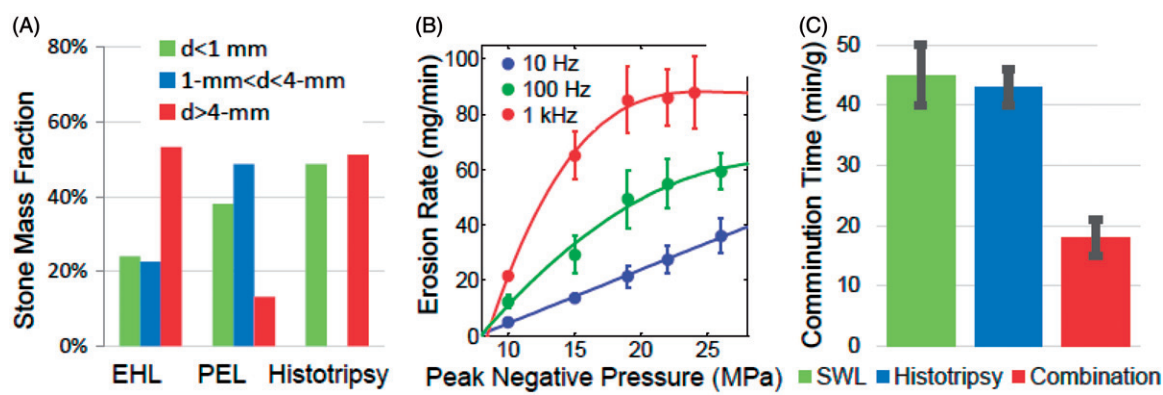 (A)
80%
60%
40%
20%
0%
Stone Mass Fraction
d<1 mm
1-mm<d<4-mm
d>4-mm
EHL PEL Histotripsy
(B)
100
80
60
40
20
0
Erosion Rate (mg/min)
10 Hz
100 Hz
1 kHz
10 15 20 25
Peak Negative Pressure (MPa)
(C)
50
40
30
20
10
0
Comminution Time (min/g)
SWL Histotripsy Combination